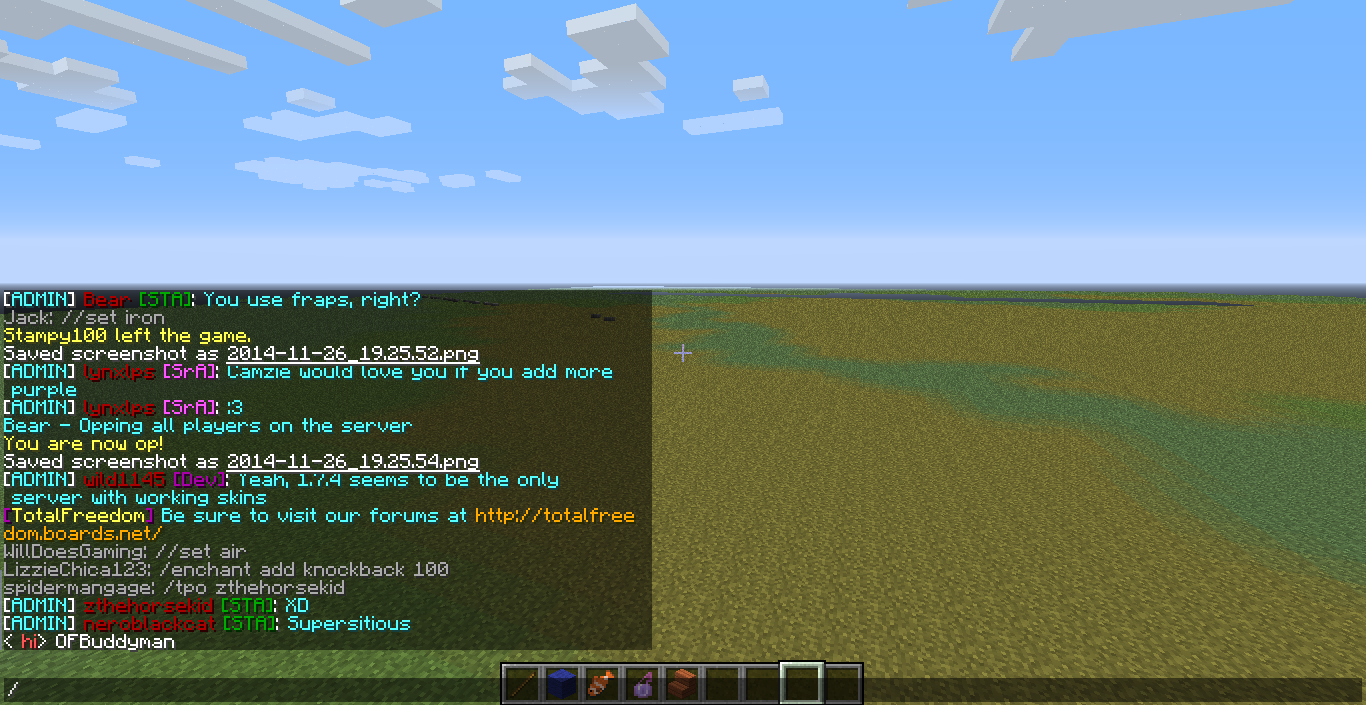 [ADMIN] Bear [STA]: You use fraps, right?
Jack: //set iron
Stampy100 left the game.
Saved screenshot as 2014-11-26_19.25.52.png
[ADMIN] lynxlps [SrA]: Camzie would love you if you add more
purple
[ADMIN] lynxlps [SrA]: :3
Bear - Opping all players on the server
You are now op!
Saved screenshot as 2014-11-26_19.25.54.png
[ADMIN] wild1145 [Dev]: Yeah, 1.7.4 seems to be the only
server with working skins
[TotalFreedom] Be sure to visit our forums at http://totalfree
dom.boards.net/
WillDoesGaming: //set air
LizzieChica123: /enchant add knockback 100
spidermangage: /tpo zthehorsekid
[ADMIN] zthehorsekid [STA]: XD
[ADMIN] neroblackcat [STA]: Supersitious
< hi> OFBuddyman
/